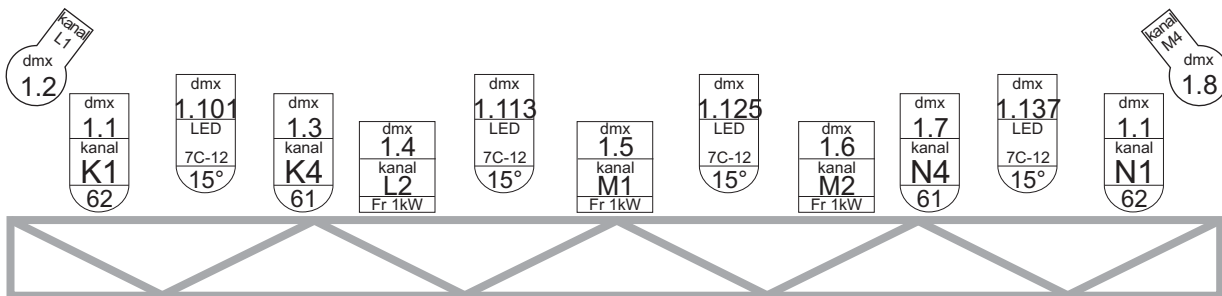 kanal
L1
dmx
1.2
dmx
1.1
kanal
K1
62
dmx
1.101
LED
7C-12
15°
dmx
1.3
kanal
K4
61
dmx
1.4
kanal
L2
Fr 1kW
dmx
1.113
LED
7C-12
15°
dmx
1.5
kanal
M1
Fr 1kW
dmx
1.125
LED
7C-12
15°
dmx
1.6
kanal
M2
Fr 1kW
dmx
1.7
kanal
N4
61
dmx
1.137
LED
7C-12
15°
dmx
1.1
kanal
N1
62
kanal
M4
dmx
1.8